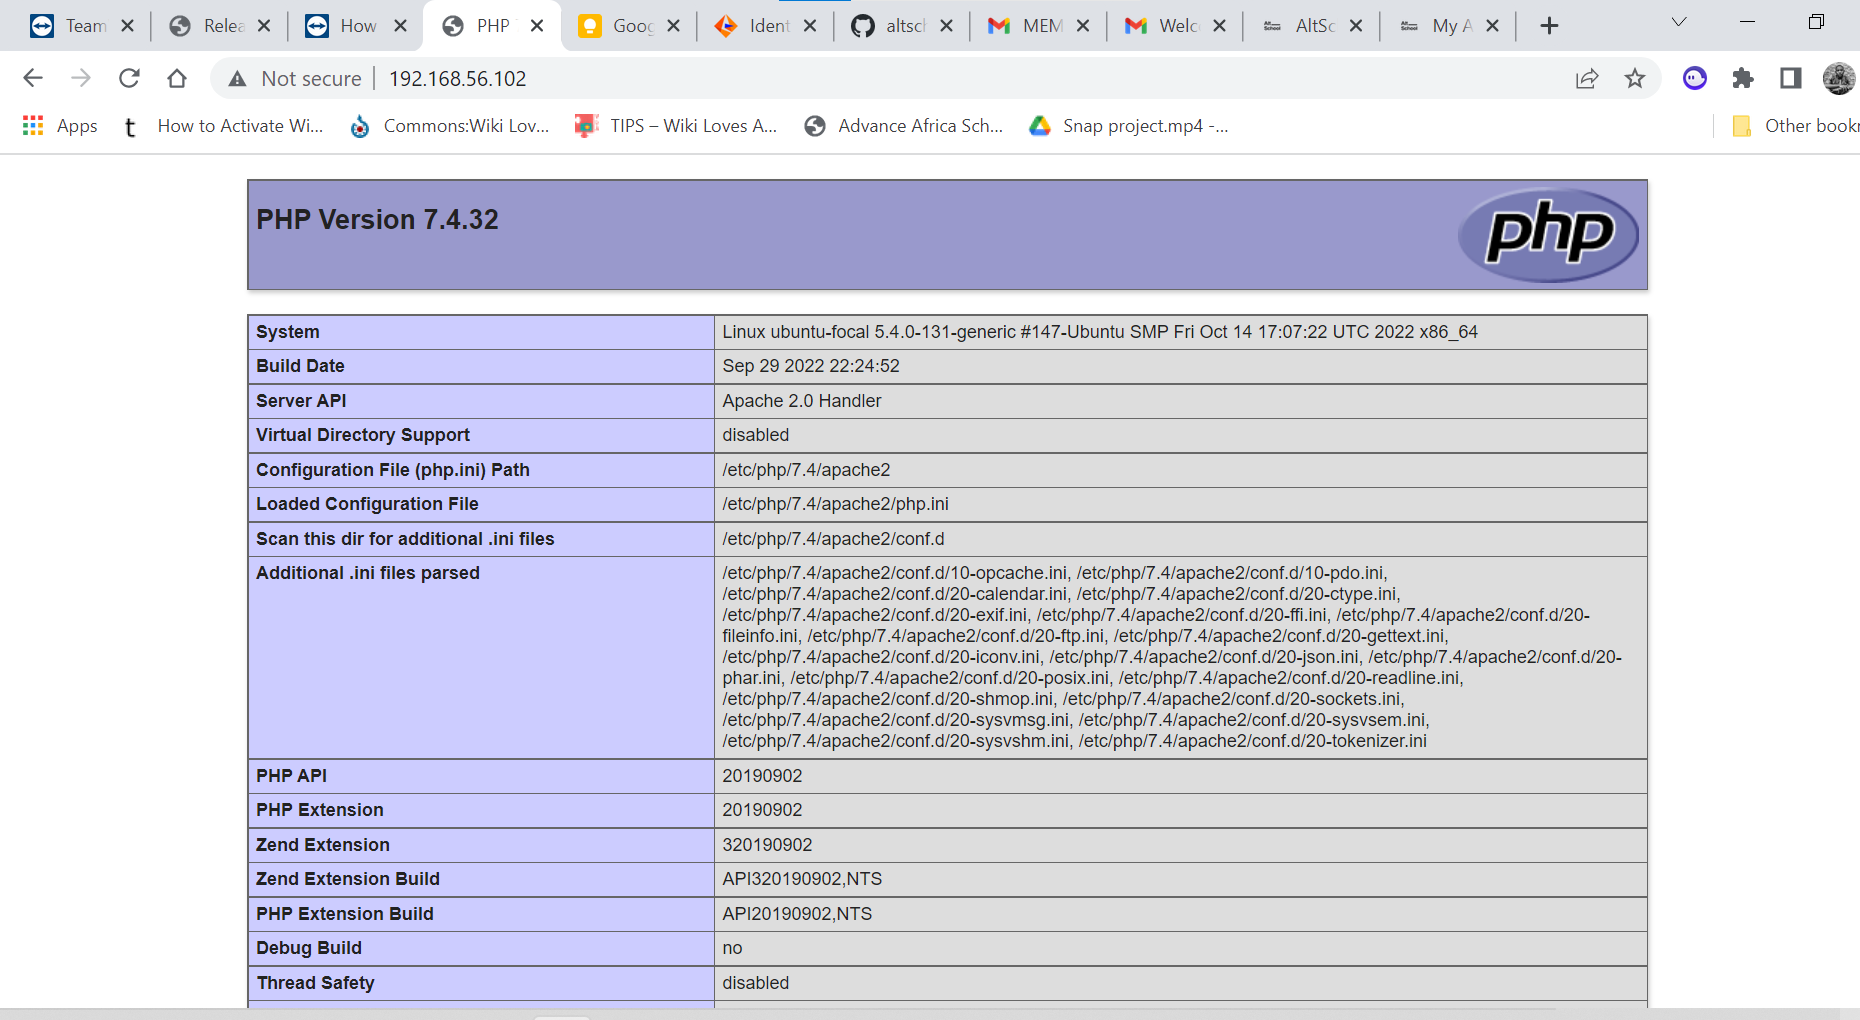 Team
Relea
How
PHP
Goog
Ident
altsch
MEM
Welc
AltSc
My A
Not secure
192.168.56.102
Apps
t
How to Activate Wi...
Commons:Wiki Lov...
TIPS – Wiki Loves A...
Advance Africa Sch...
Snap project.mp4 -...
Other bookr
PHP Version 7.4.32
php
System Linux ubuntu-focal 5.4.0-131-generic #147-Ubuntu SMP Fri Oct 14 17:07:22 UTC 2022 x86_64
Build Date Sep 29 2022 22:24:52
Server API Apache 2.0 Handler
Virtual Directory Support disabled
Configuration File (php.ini) Path /etc/php/7.4/apache2
Loaded Configuration File /etc/php/7.4/apache2/php.ini
Scan this dir for additional .ini files /etc/php/7.4/apache2/conf.d
Additional .ini files parsed /etc/php/7.4/apache2/conf.d/10-opcache.ini, /etc/php/7.4/apache2/conf.d/10-pdo.ini,
/etc/php/7.4/apache2/conf.d/20-calendar.ini, /etc/php/7.4/apache2/conf.d/20-ctype.ini,
/etc/php/7.4/apache2/conf.d/20-exif.ini, /etc/php/7.4/apache2/conf.d/20-ffi.ini, /etc/php/7.4/apache2/conf.d/20-
fileinfo.ini, /etc/php/7.4/apache2/conf.d/20-ftp.ini, /etc/php/7.4/apache2/conf.d/20-gettext.ini,
/etc/php/7.4/apache2/conf.d/20-iconv.ini, /etc/php/7.4/apache2/conf.d/20-json.ini, /etc/php/7.4/apache2/conf.d/20-
phar.ini, /etc/php/7.4/apache2/conf.d/20-posix.ini, /etc/php/7.4/apache2/conf.d/20-readline.ini,
/etc/php/7.4/apache2/conf.d/20-shmop.ini, /etc/php/7.4/apache2/conf.d/20-sockets.ini,
/etc/php/7.4/apache2/conf.d/20-sysvmsg.ini, /etc/php/7.4/apache2/conf.d/20-sysvsem.ini,
/etc/php/7.4/apache2/conf.d/20-sysvshm.ini, /etc/php/7.4/apache2/conf.d/20-tokenizer.ini
PHP API 20190902
PHP Extension 20190902
Zend Extension 320190902
Zend Extension Build API320190902,NTS
PHP Extension Build API20190902,NTS
Debug Build no
Thread Safety disabled